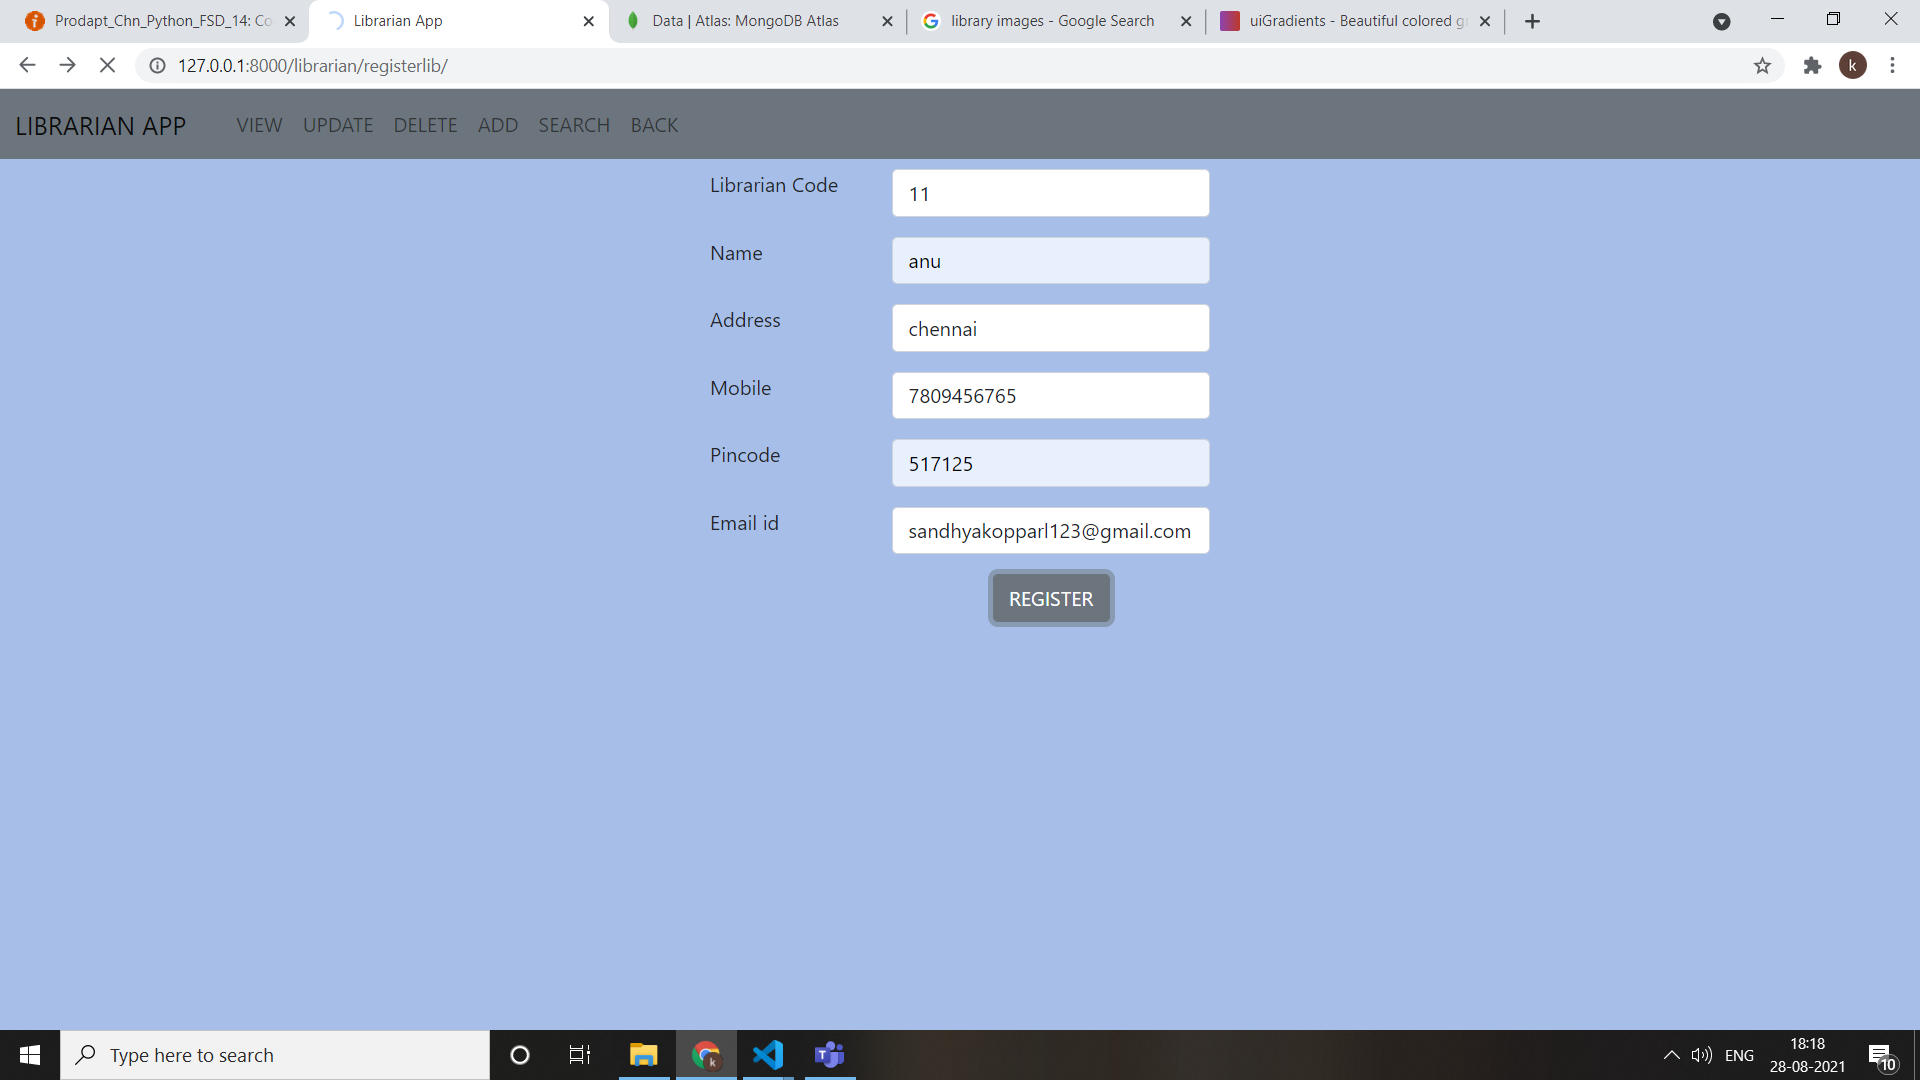 Prodapt_Chn_Python_FSD_14: Co
Librarian App
Data | Atlas: MongoDB Atlas
library images - Google Search
uiGradients - Beautiful colored g
127.0.0.1:8000/librarian/registerlib/
k
LIBRARIAN APP VIEW UPDATE DELETE ADD SEARCH BACK
Librarian Code 11
Name anu
Address chennai
Mobile 7809456765
Pincode 517125
Email id sandhyakopparl123@gmail.com
REGISTER
Type here to search
k
T
ENG
18:18
28-08-2021
10